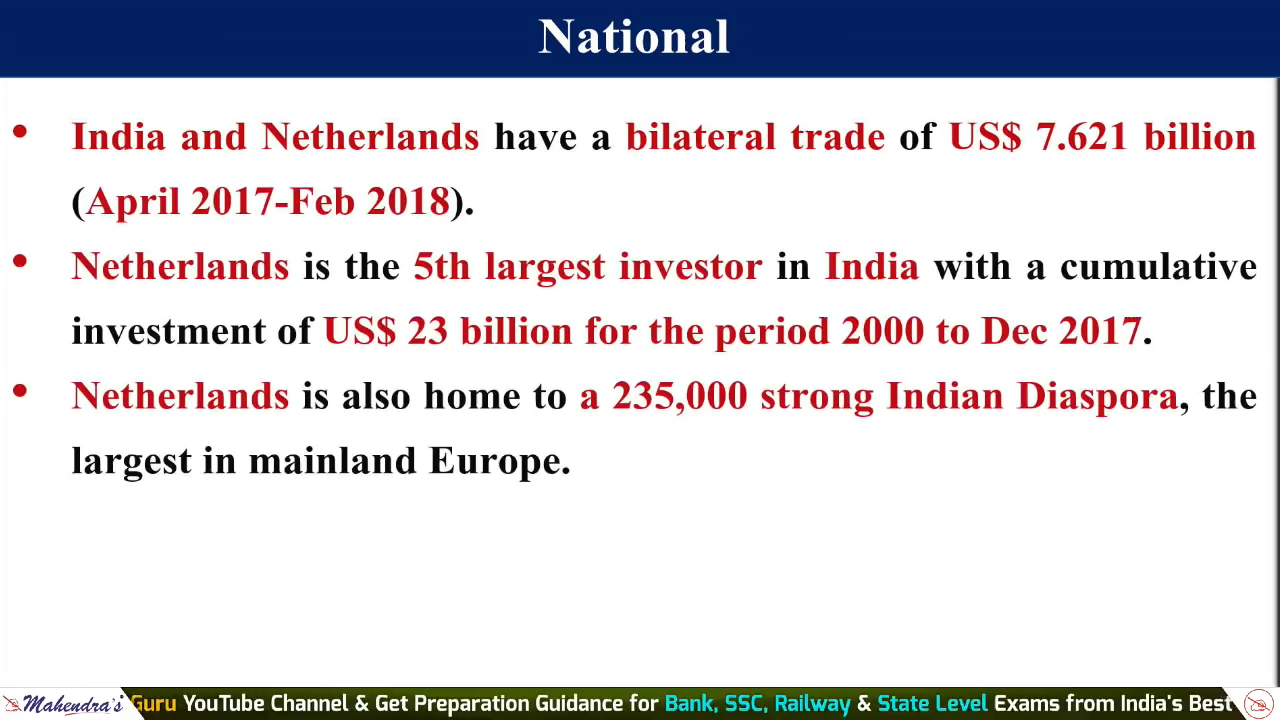 National
• India and Netherlands have a bilateral trade of US$ 7.621 billion
(April 2017-Feb 2018).
• Netherlands is the 5th largest investor in India with a cumulative
investment of US$ 23 billion for the period 2000 to Dec 2017.
• Netherlands is also home to a 235,000 strong Indian Diaspora, the
largest in mainland Europe.
Mahendra's Guru YouTube Channel & Get Preparation Guidance for Bank, SSC, Railway & State Level Exams from India's Best